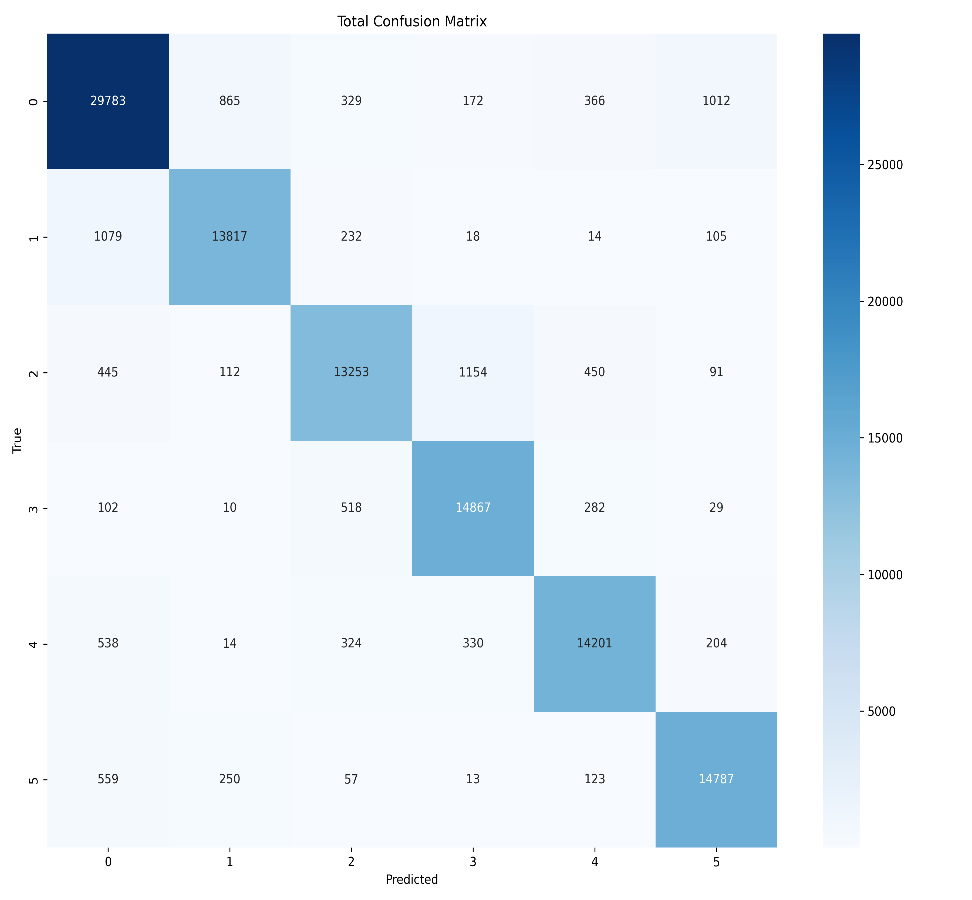 Total Confusion Matrix
0 29783 865 329 172 366 1012
1 1079 13817 232 18 14 105
2 445 112 13253 1154 450 91
3 102 10 518 14867 282 29
4 538 14 324 330 14201 204
5 559 250 57 13 123 14787
0 1 2 3 4 5
Predicted
True
25000
20000
15000
10000
5000